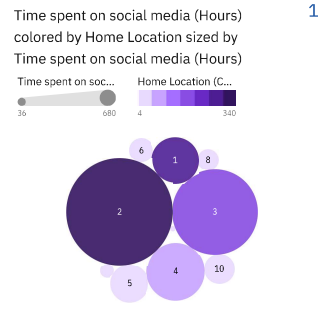 1
Time spent on social media (Hours)
colored by Home Location sized by
Time spent on social media (Hours)
Time spent on soc... Home Location (C...
36 680 4 340
6
1
8
2
3
4
10
5